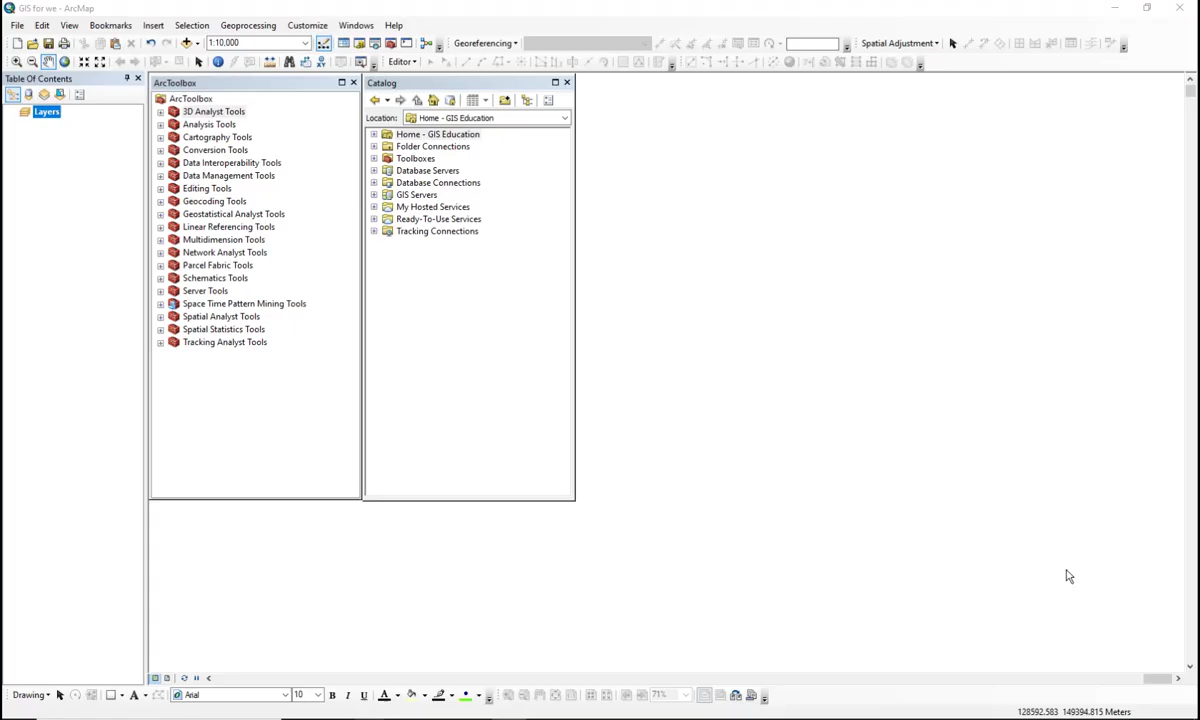 GIS for we - ArcMap
File Edit View Bookmarks Insert Selection Geoprocessing Customize Windows Help
1:10,000 Georeferencing Spatial Adjustment
Editor
Table Of Contents
Layers
ArcToolbox
ArcToolbox
3D Analyst Tools
Analysis Tools
Cartography Tools
Conversion Tools
Data Interoperability Tools
Data Management Tools
Editing Tools
Geocoding Tools
Geostatistical Analyst Tools
Linear Referencing Tools
Multidimension Tools
Network Analyst Tools
Parcel Fabric Tools
Schematics Tools
Server Tools
Space Time Pattern Mining Tools
Spatial Analyst Tools
Spatial Statistics Tools
Tracking Analyst Tools
Catalog
Location: Home - GIS Education
Home - GIS Education
Folder Connections
Toolboxes
Database Servers
Database Connections
GIS Servers
My Hosted Services
Ready-To-Use Services
Tracking Connections
Drawing A Arial 10 B I U A 71%
128592.583 149394.815 Meters